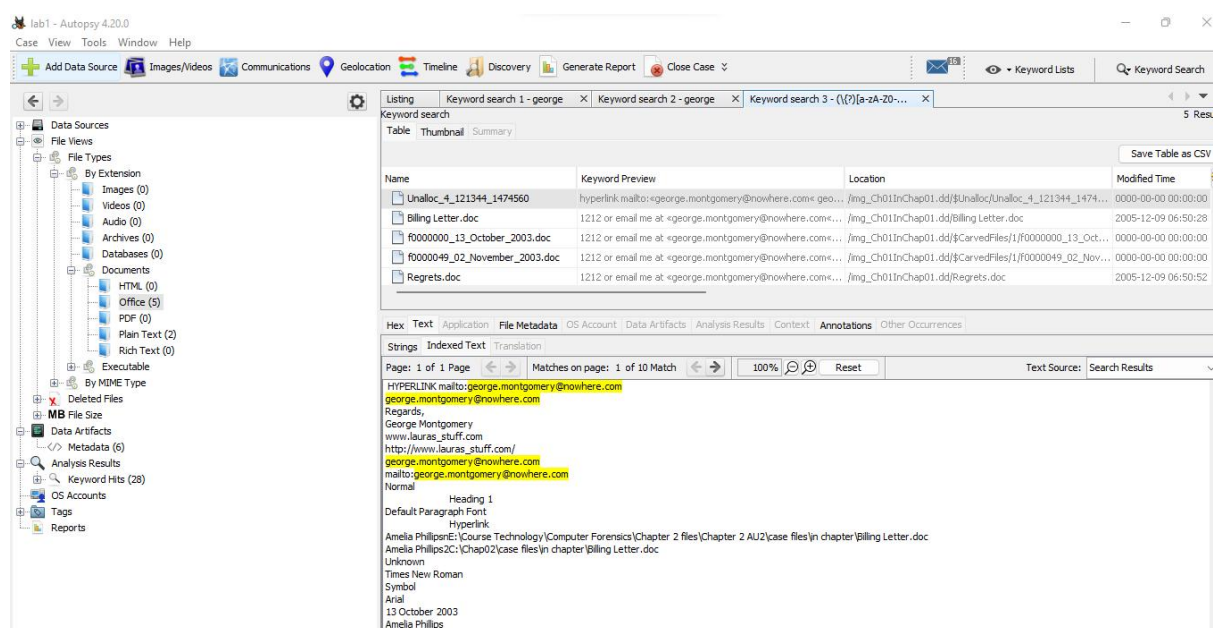 lab1 - Autopsy 4.20.0
Case View Tools Window Help
Add Data Source Images/Videos Communications Geolocation Timeline Discovery Generate Report Close Case 16 Keyword Lists Keyword Search
Listing Keyword search 1 - george X Keyword search 2 - george X Keyword search 3 - (\{?)[a-zA-Z0-... X
Keyword search 5 Resu
Table Thumbnail Summary
Save Table as CSV
Name Keyword Preview Location Modified Time
Unalloc_4_121344_1474560 hyperlink mailto:«george.montgomery@nowhere.com« geo... /img_Ch01InChap01.dd/$Unalloc/Unalloc_4_121344_1474... 0000-00-00 00:00:00
Billing Letter.doc 1212 or email me at «george.montgomery@nowhere.com«... /img_Ch01InChap01.dd/Billing Letter.doc 2005-12-09 06:50:28
f0000000_13_October_2003.doc 1212 or email me at «george.montgomery@nowhere.com«... /img_Ch01InChap01.dd/$CarvedFiles/1/f0000000_13_Oct... 0000-00-00 00:00:00
f0000049_02_November_2003.doc 1212 or email me at «george.montgomery@nowhere.com«... /img_Ch01InChap01.dd/$CarvedFiles/1/f0000049_02_Nov... 0000-00-00 00:00:00
Regrets.doc 1212 or email me at «george.montgomery@nowhere.com«... /img_Ch01InChap01.dd/Regrets.doc 2005-12-09 06:50:52
Data Sources
File Views
File Types
By Extension
Images (0)
Videos (0)
Audio (0)
Archives (0)
Databases (0)
Documents
HTML (0)
Office (5)
PDF (0)
Plain Text (2)
Rich Text (0)
Executable
By MIME Type
Deleted Files
MB File Size
Data Artifacts
Metadata (6)
Analysis Results
Keyword Hits (28)
OS Accounts
Tags
Reports
Hex Text Application File Metadata OS Account Data Artifacts Analysis Results Context Annotations Other Occurrences
Strings Indexed Text Translation
Page: 1 of 1 Page Matches on page: 1 of 10 Match 100% Reset Text Source: Search Results
HYPERLINK mailto:george.montgomery@nowhere.com
george.montgomery@nowhere.com
Regards,
George Montgomery
www.lauras_stuff.com
http://www.lauras_stuff.com/
george.montgomery@nowhere.com
mailto:george.montgomery@nowhere.com
Normal
Heading 1
Default Paragraph Font
Hyperlink
Amelia PhillipsnE:\Course Technology\Computer Forensics\Chapter 2 files\Chapter 2 AU2\case files\in chapter\Billing Letter.doc
Amelia Philips2C:\Chap02\case files\in chapter\Billing Letter.doc
Unknown
Times New Roman
Symbol
Arial
13 October 2003
Amelia Phillips